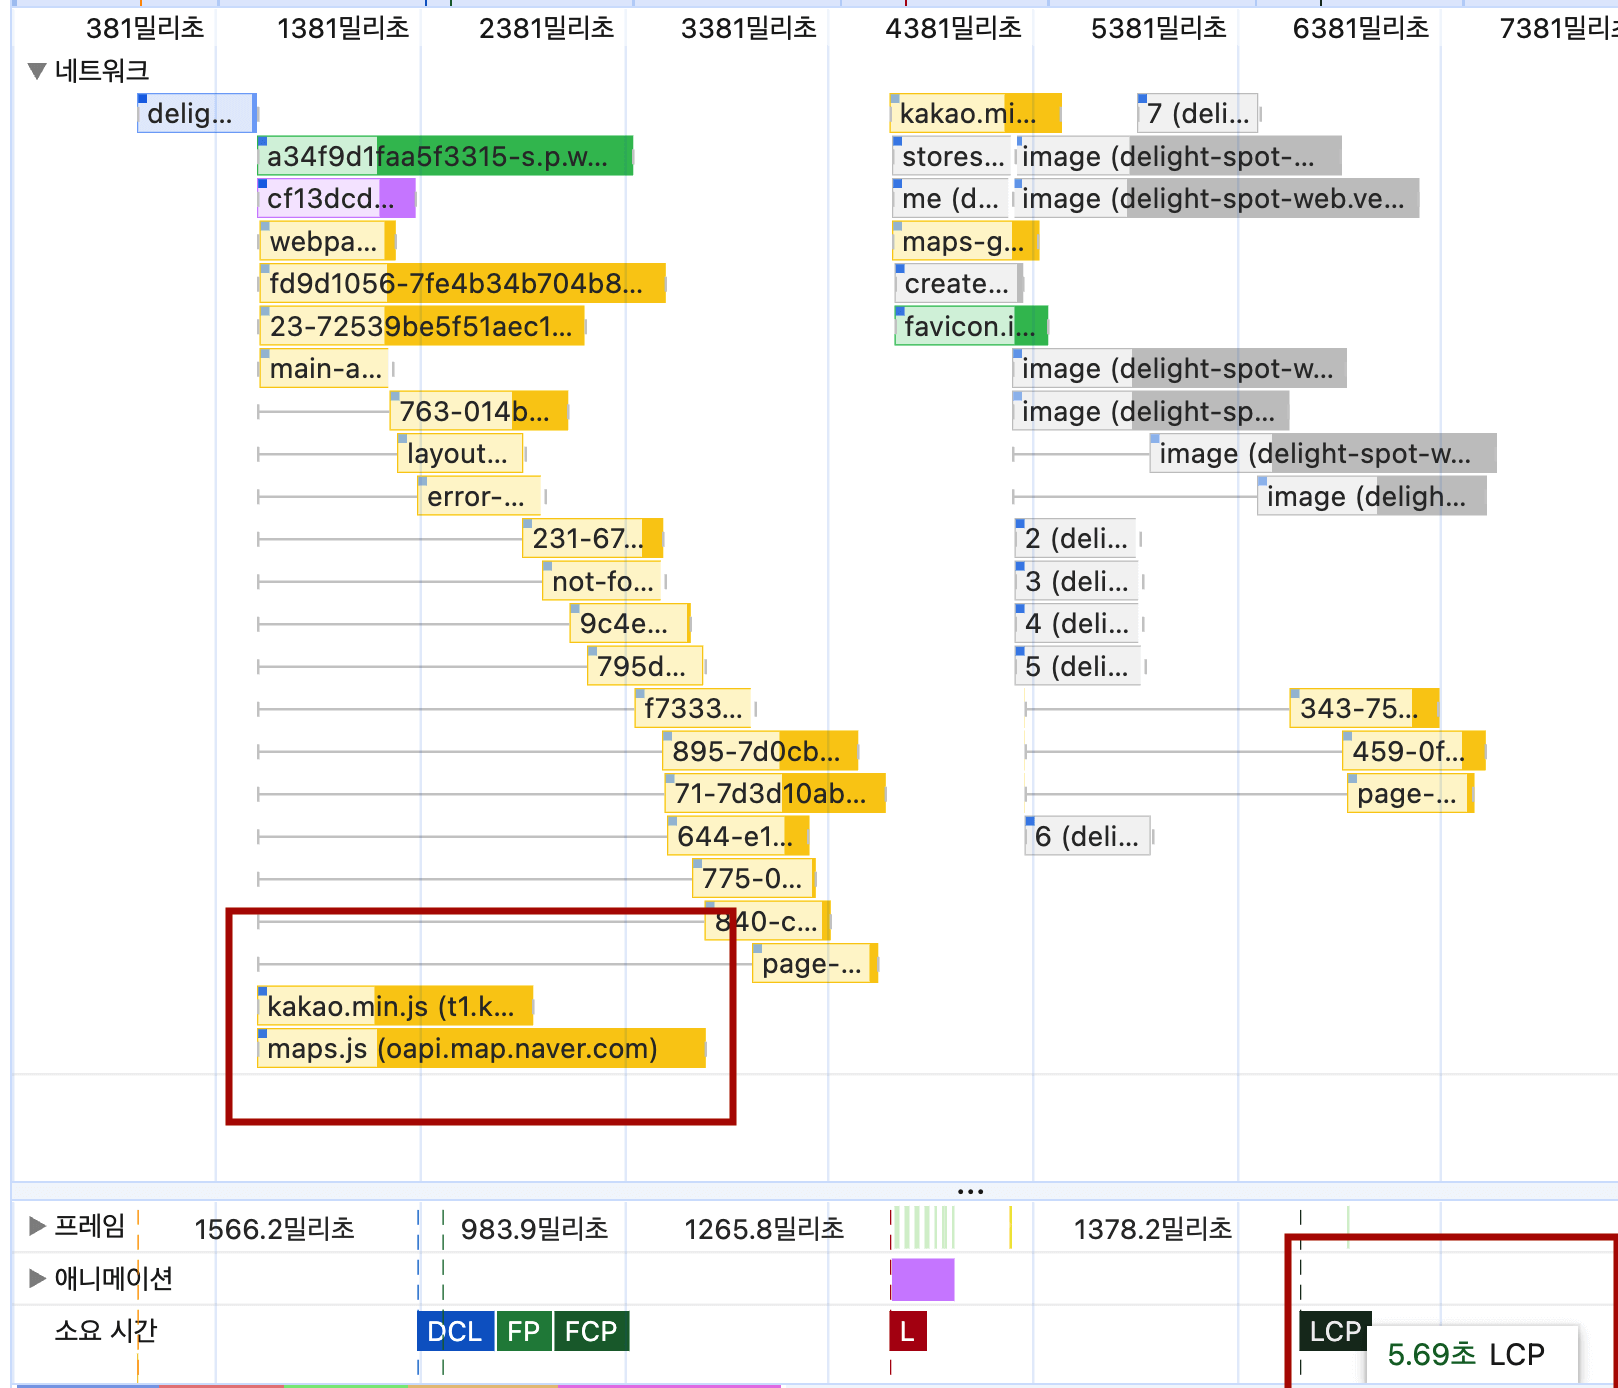 381밀리초 1381밀리초 2381밀리초 3381밀리초 4381밀리초 5381밀리초 6381밀리초 7381밀리초
네트워크
delig... kakao.mi... 7 (deli...
a34f9d1faa5f3315-s.p.w... stores... image (delight-spot-...
cf13dcd... me (d... image (delight-spot-web.ve...
webpa... maps-g...
fd9d1056-7fe4b34b704b8... create...
23-72539be5f51aec1... favicon.i...
main-a... image (delight-spot-w...
763-014b... image (delight-sp...
layout... image (delight-spot-w...
error-... image (deligh...
231-67... 2 (deli...
not-fo... 3 (deli...
9c4e... 4 (deli...
795d... 5 (deli...
f7333... 343-75...
895-7d0cb... 459-0f...
71-7d3d10ab... page-...
644-e1... 6 (deli...
775-0...
840-c...
page-...
kakao.min.js (t1.k...
maps.js (oapi.map.naver.com)
...
프레임 1566.2밀리초 983.9밀리초 1265.8밀리초 1378.2밀리초
애니메이션
소요 시간 DCL FP FCP L LCP
5.69초 LCP